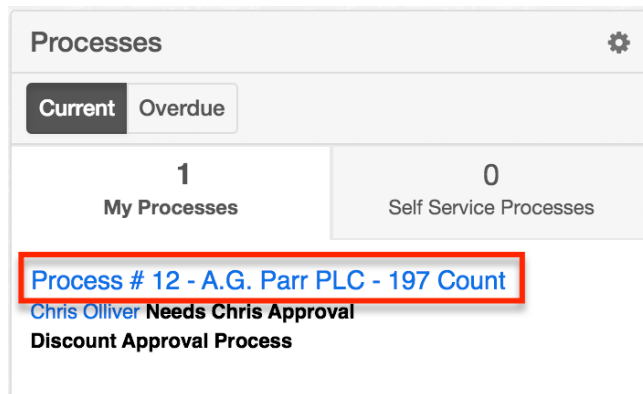 Processes
Current Overdue
1 0
My Processes Self Service Processes
Process # 12 - A.G. Parr PLC - 197 Count
Chris Olliver Needs Chris Approval
Discount Approval Process